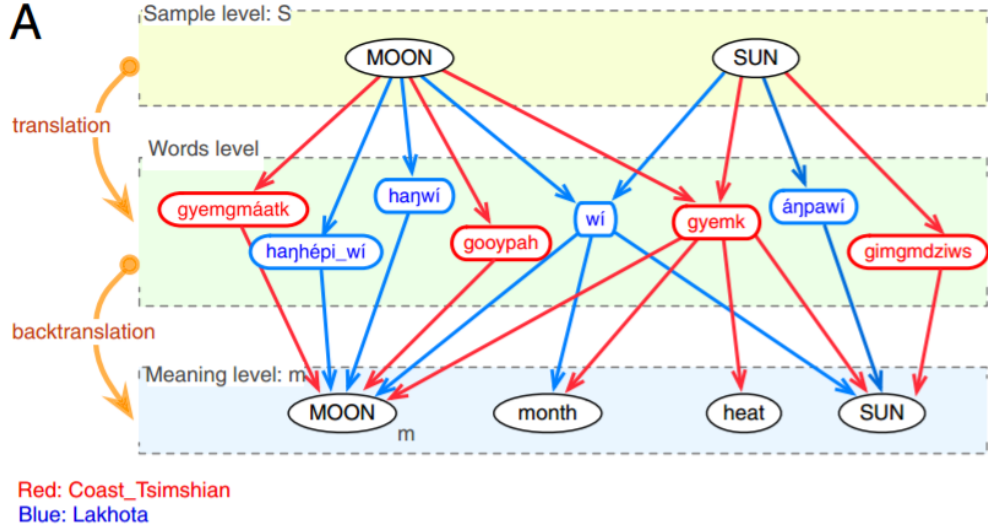 A
Sample level: S
MOON
SUN
translation
Words level
gyemgmáatk
haŋwí
wí
gyemk
áŋpawí
haŋhépi_wí
gooypah
gimgmdziws
backtranslation
Meaning level: m
MOON
month
heat
SUN
m
Red: Coast_Tsimshian
Blue: Lakhota